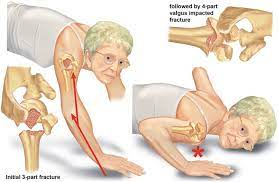 followed by 4-part
valgus impacted
fracture
Initial 3-part fracture